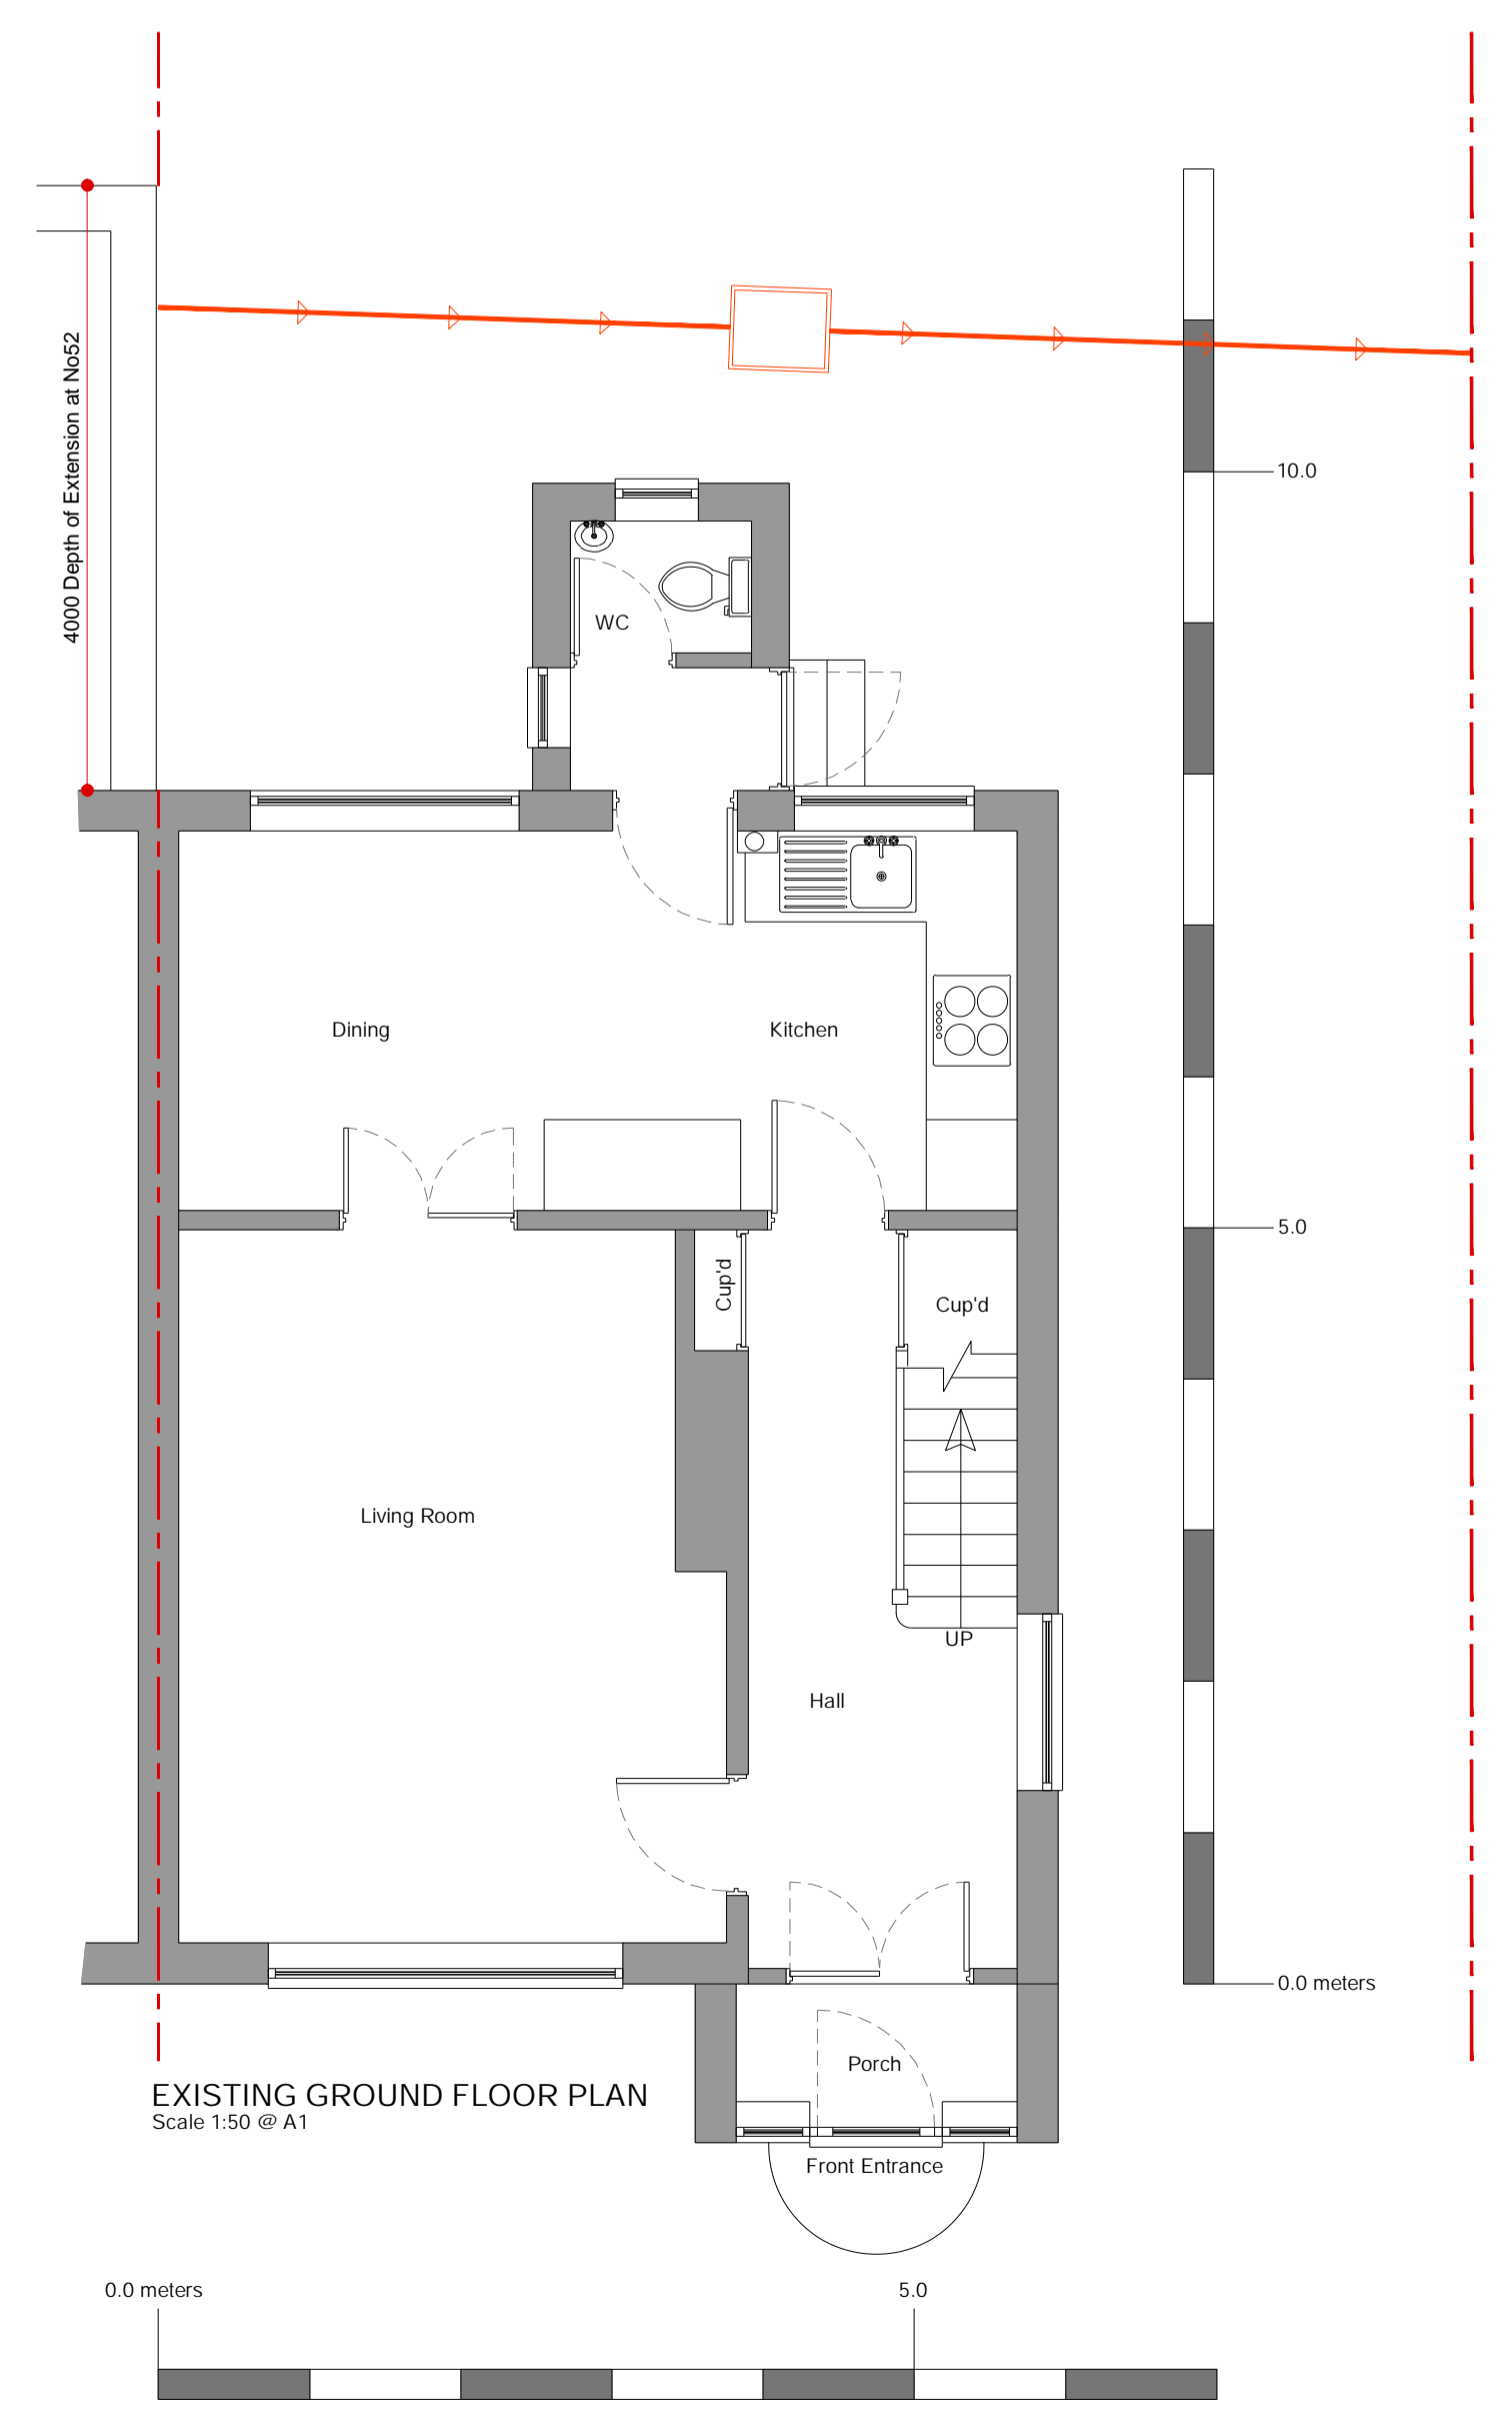 4000 Depth of Extension at No52
10.0
WC
Dining
Kitchen
5.0
Cup'd
Cup'd
Living Room
UP
Hall
0.0 meters
Porch
EXISTING GROUND FLOOR PLAN
Scale 1:50 @ A1
Front Entrance
0.0 meters
5.0